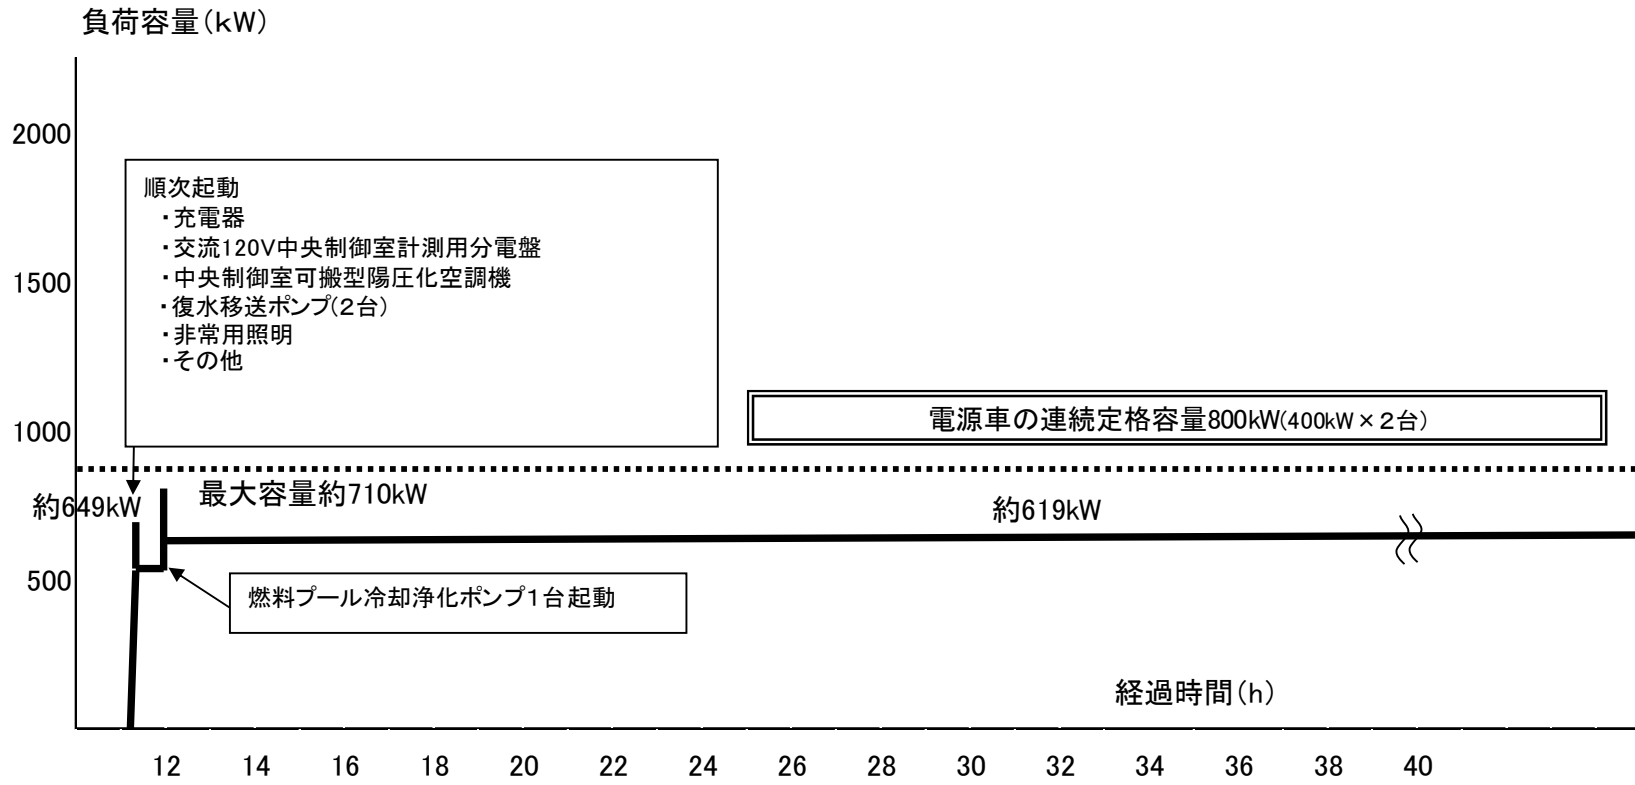 負荷容量(kW)
2000
順次起動
・充電器
・交流120V中央制御室計測用分電盤
・中央制御室可搬型陽圧化空調機
・復水移送ポンプ(2台)
・非常用照明
・その他
1500
電源車の連続定格容量800kW(400kW×2台)
1000
約649kW
最大容量約710kW
約619kW
500
燃料プール冷却浄化ポンプ1台起動
経過時間(h)
12 14 16 18 20 22 24 26 28 30 32 34 36 38 40